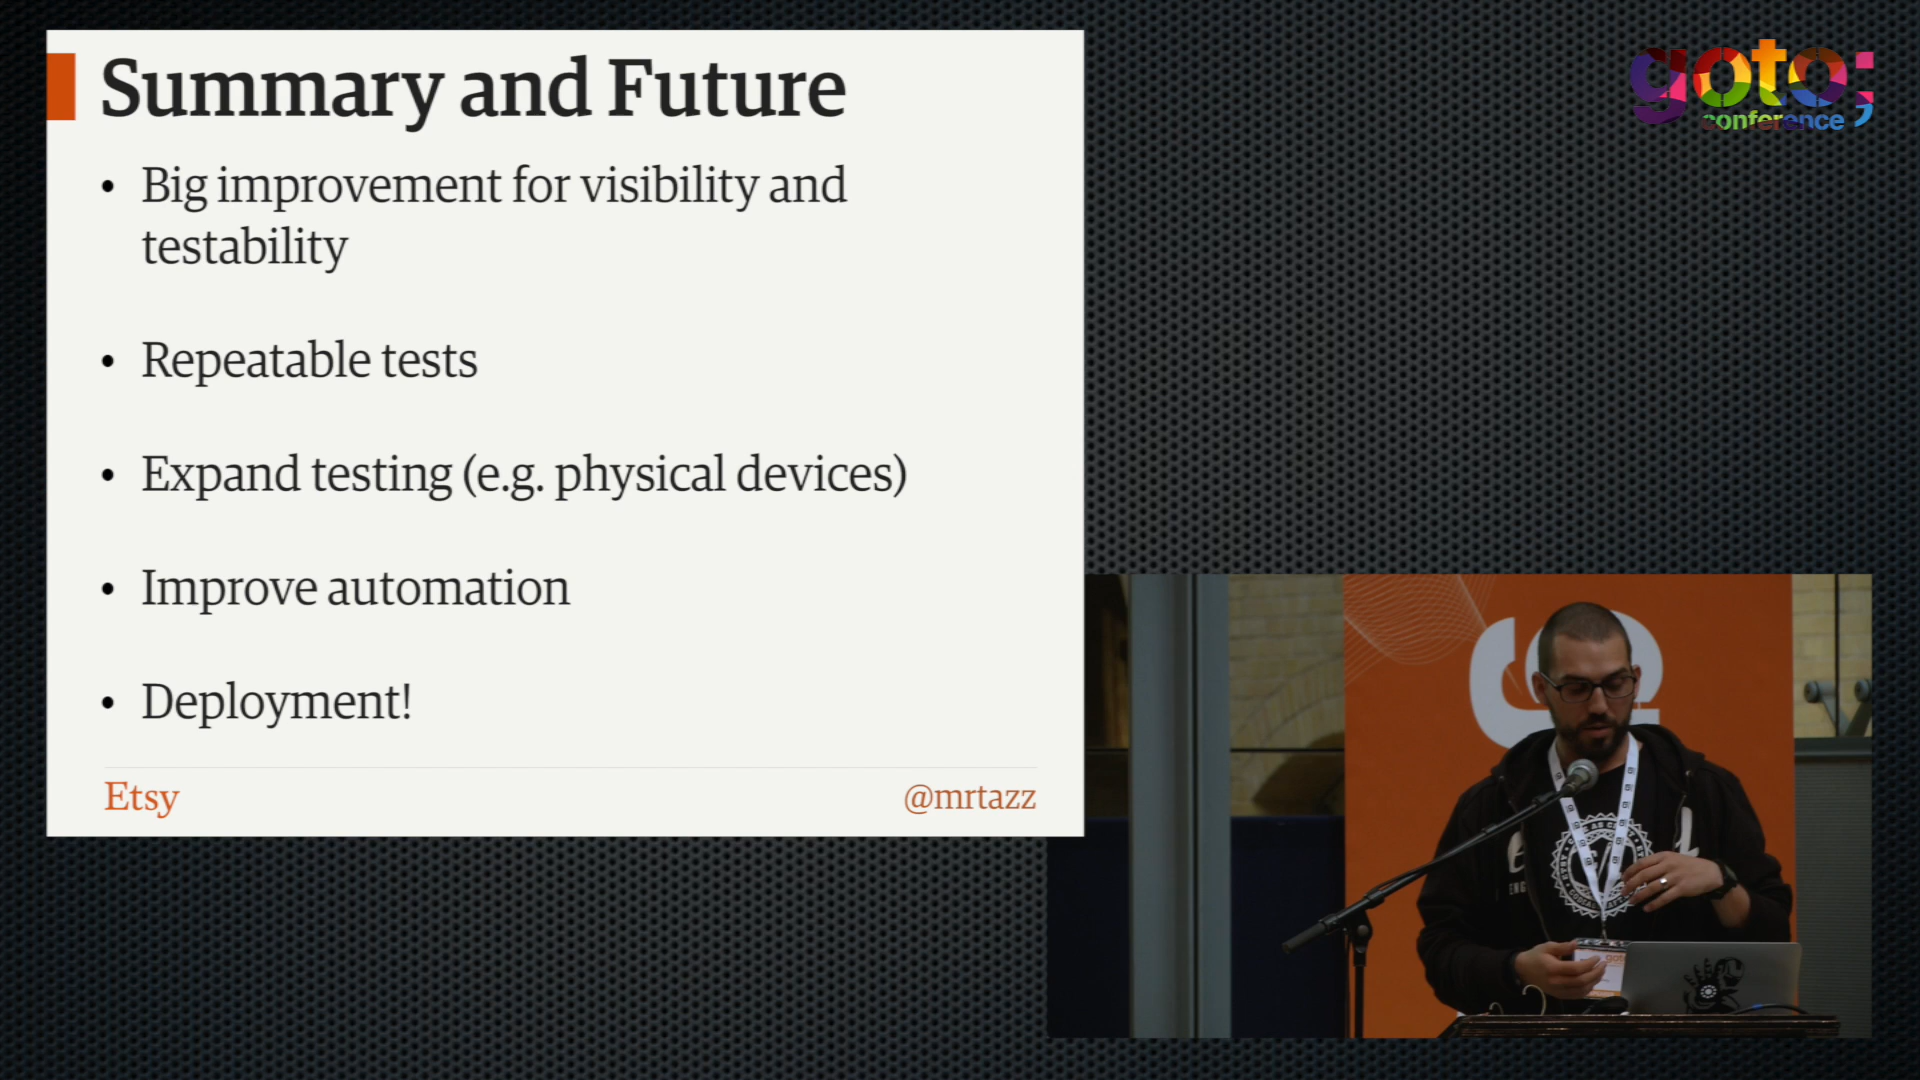 Summary and Future
• Big improvement for visibility and
testability
• Repeatable tests
• Expand testing (e.g. physical devices)
• Improve automation
• Deployment!
Etsy
@mrtazz
goto;
conference